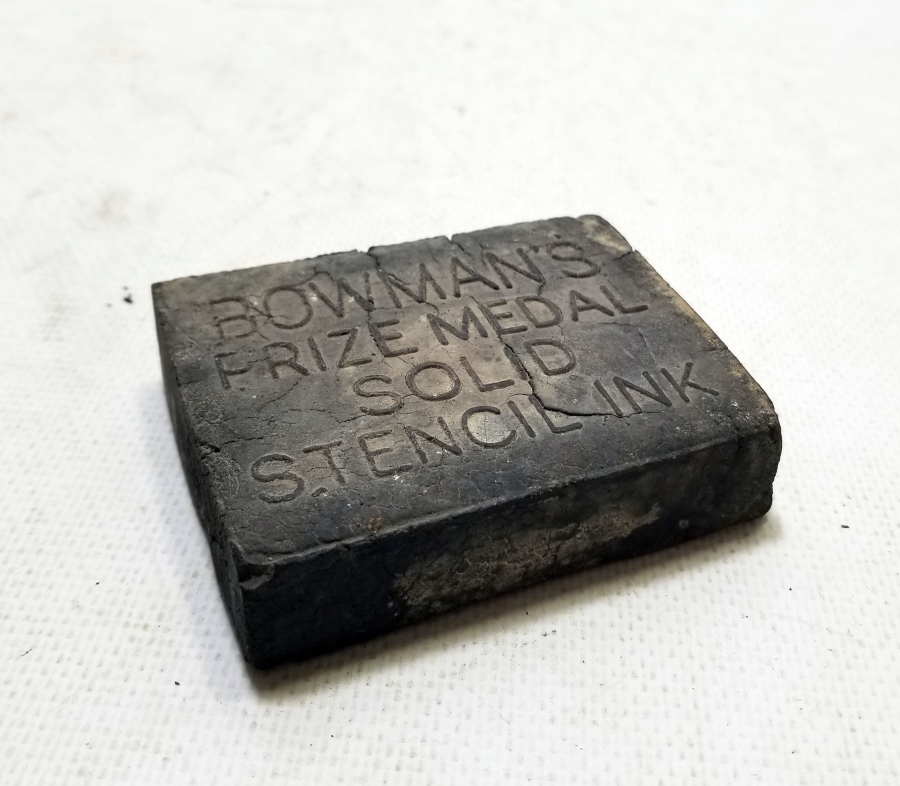 BOWMAN'S
PRIZE MEDAL
SOLID
STENCIL INK